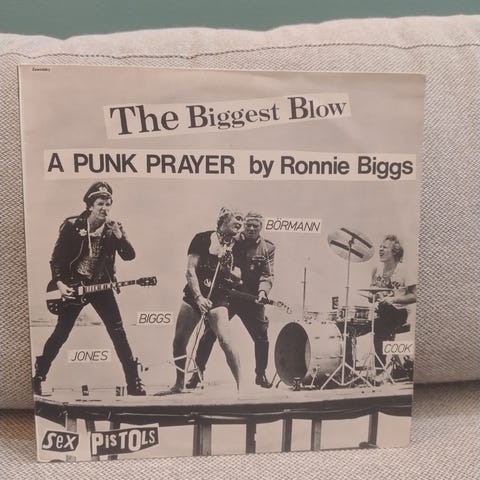 The Biggest Blow
A PUNK PRAYER by Ronnie Biggs
BÖRMANN
BIGGS
JONES
COOK
Sex PISTOLS